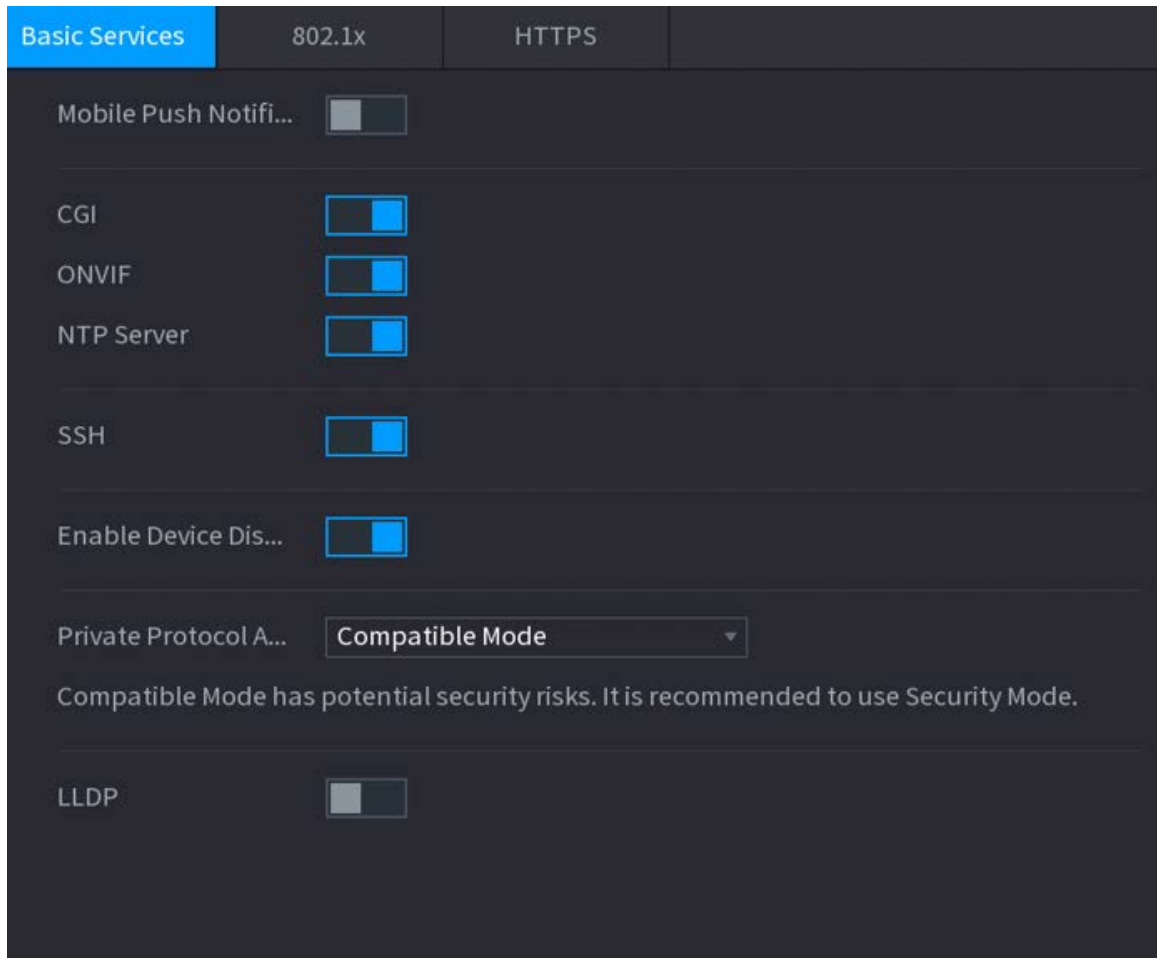 Basic Services 802.1x HTTPS
Mobile Push Notifi...
CGI
ONVIF
NTP Server
SSH
Enable Device Dis...
Private Protocol A... Compatible Mode
Compatible Mode has potential security risks. It is recommended to use Security Mode.
LLDP